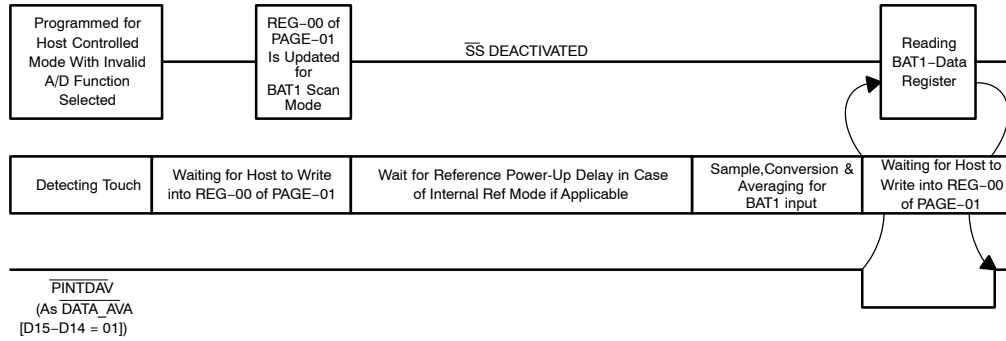 Programmed for
Host Controlled
Mode With Invalid
A/D Function
Selected
REG−00 of
PAGE−01
Is Updated
for
BAT1 Scan
Mode
SS DEACTIVATED
Reading
BAT1−Data
Register
Detecting Touch
Waiting for Host to Write
into REG−00 of PAGE−01
Wait for Reference Power-Up Delay in Case
of Internal Ref Mode if Applicable
Sample,Conversion &
Averaging for
BAT1 input
Waiting for Host to
Write into REG−00
of PAGE−01
PINTDAV
(As DATA_AVA
[D15−D14 = 01])